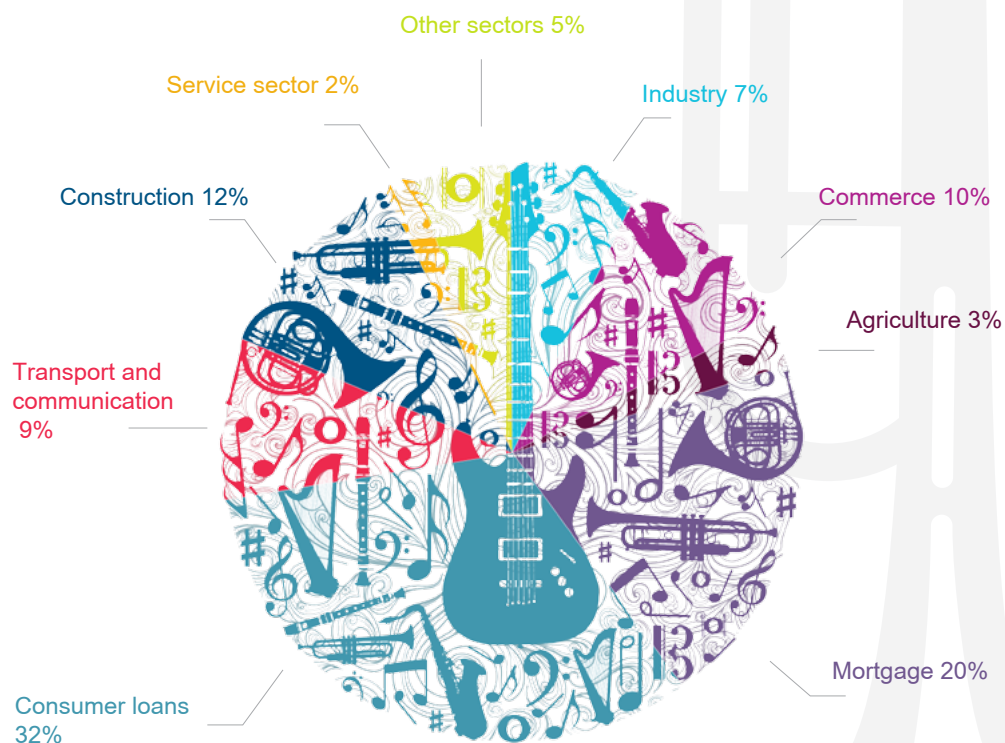 Other sectors 5%
Service sector 2%
Industry 7%
Construction 12%
Commerce 10%
Agriculture 3%
Transport and
communication
9%
Mortgage 20%
Consumer loans
32%